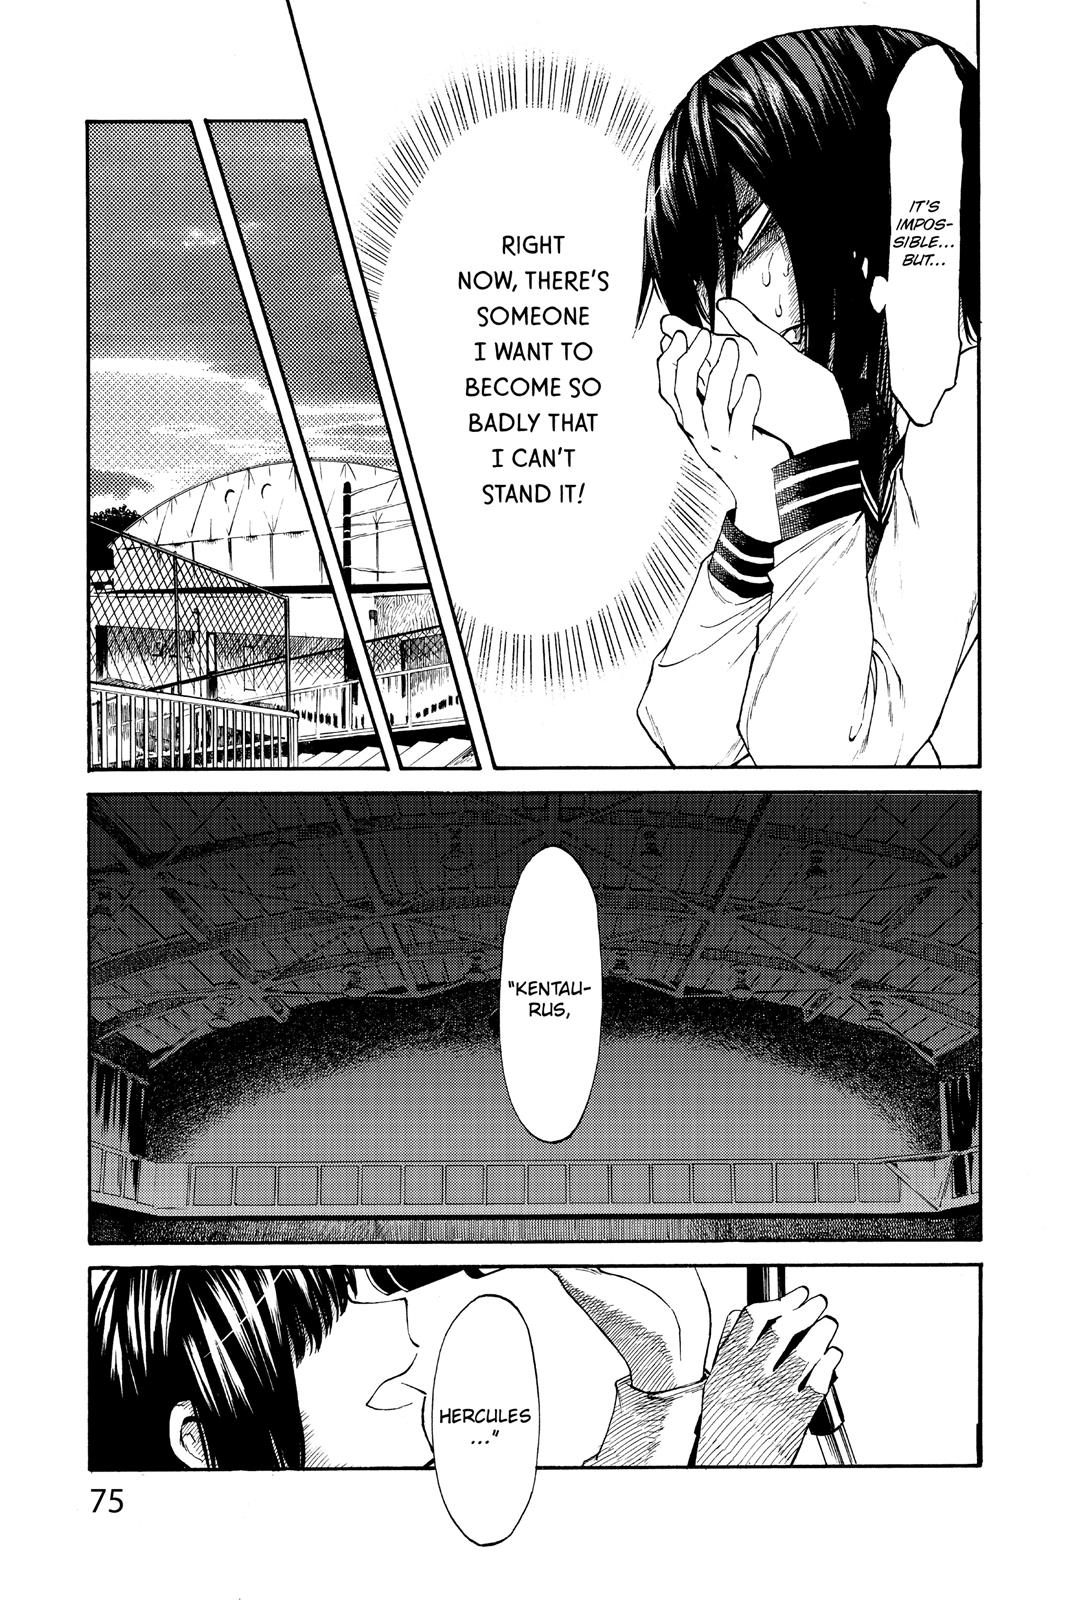 IT'S
IMPOS-
SIBLE...
BUT...
RIGHT
NOW, THERE'S
SOMEONE
I WANT TO
BECOME SO
BADLY THAT
I CAN'T
STAND IT!
"KENTAU-
RUS,
HERCULES
..."
75